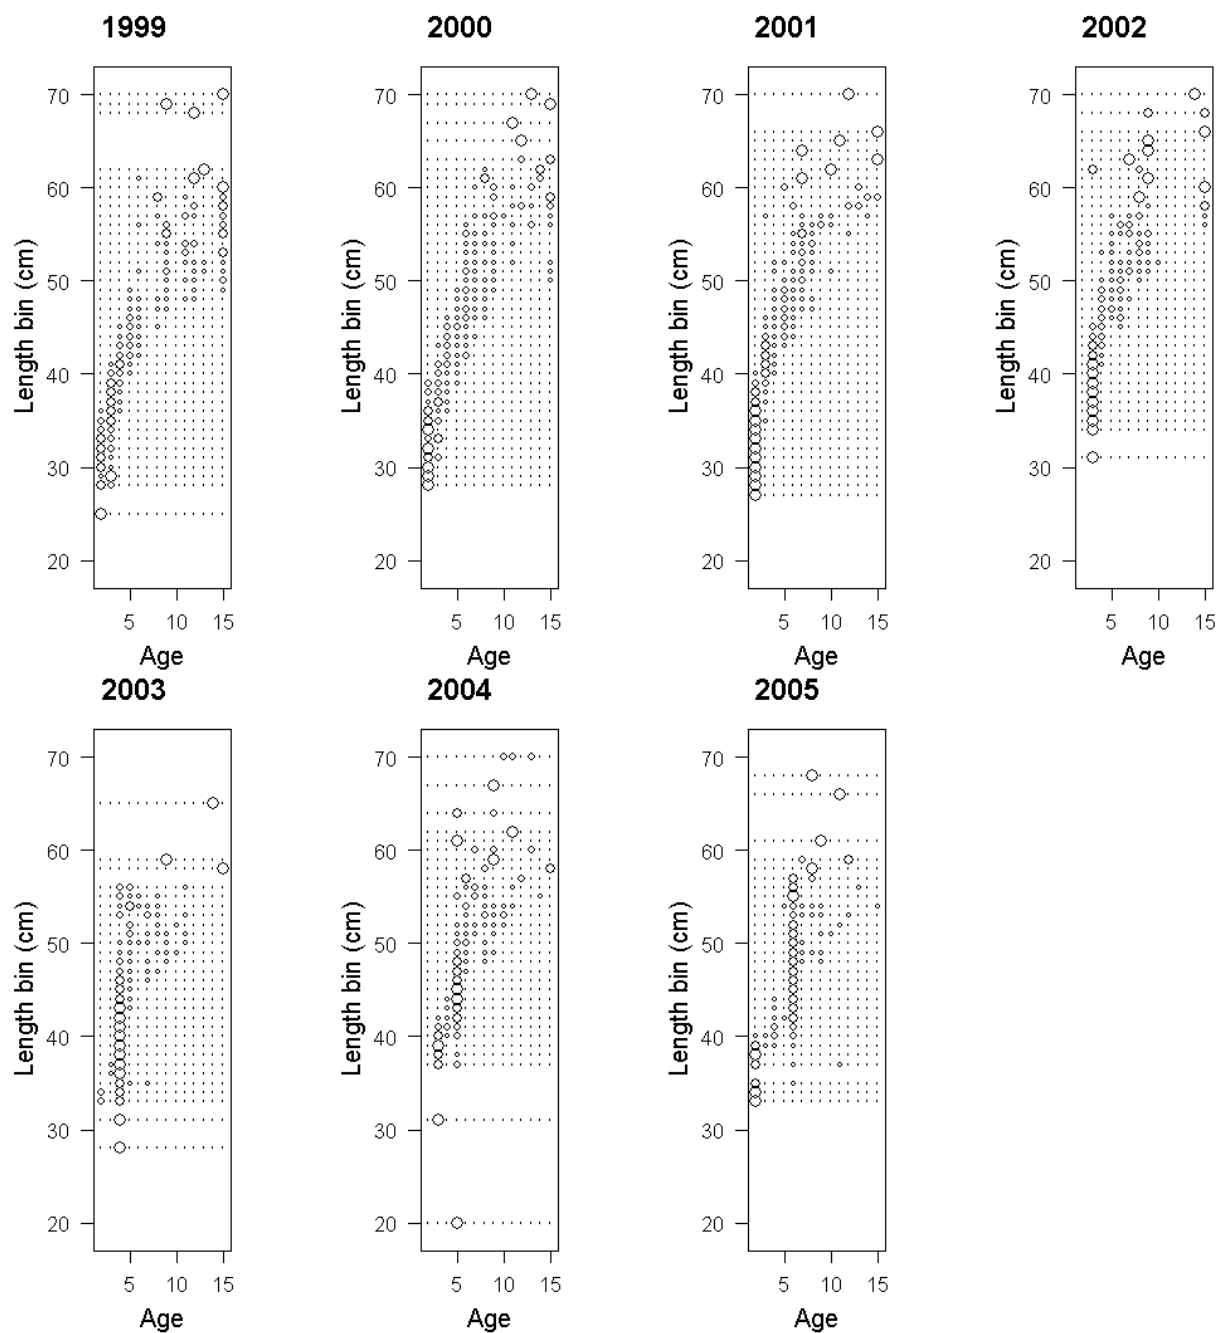 1999 2000 2001 2002
70 70 70 70
60 60 60 60
50 50 50 50
40 40 40 40
30 30 30 30
20 20 20 20
Length bin (cm) Length bin (cm) Length bin (cm) Length bin (cm)
5 10 15 5 10 15 5 10 15 5 10 15
Age Age Age Age
2003 2004 2005
70 70 70
60 60 60
50 50 50
40 40 40
30 30 30
20 20 20
Length bin (cm) Length bin (cm) Length bin (cm)
5 10 15 5 10 15 5 10 15
Age Age Age